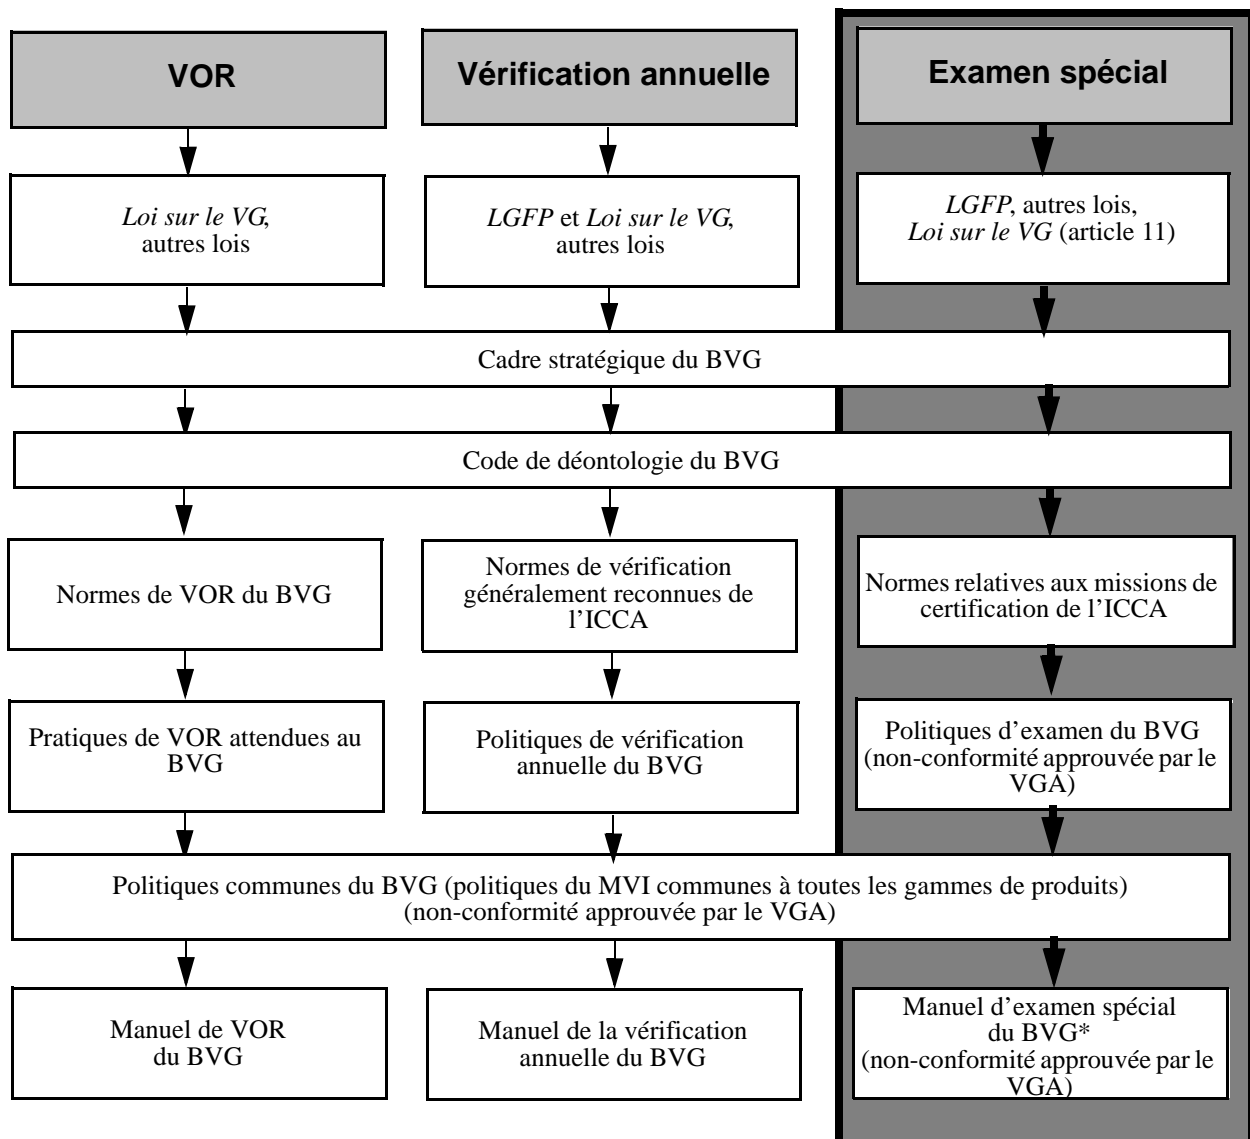 VOR
Vérification annuelle
Examen spécial
Loi sur le VG,
autres lois
LGFP et Loi sur le VG,
autres lois
LGFP, autres lois,
Loi sur le VG (article 11)
Cadre stratégique du BVG
Code de déontologie du BVG
Normes de VOR du BVG
Normes de vérification
généralement reconnues de
l’ICCA
Normes relatives aux missions de
certification de l’ICCA
Pratiques de VOR attendues au
BVG
Politiques de vérification
annuelle du BVG
Politiques d’examen du BVG
(non-conformité approuvée par le
VGA)
Politiques communes du BVG (politiques du MVI communes à toutes les gammes de produits)
(non-conformité approuvée par le VGA)
Manuel de VOR
du BVG
Manuel de la vérification
annuelle du BVG
Manuel d’examen spécial
du BVG*
(non-conformité approuvée par le
VGA)